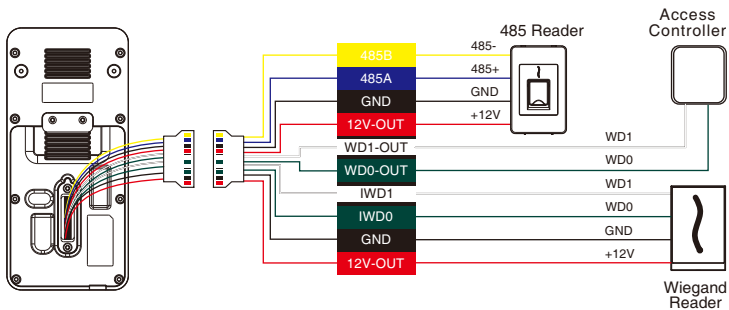 Access
Controller
485 Reader
485B
485-
485A
485+
GND
GND
12V-OUT
+12V
WD1-OUT
WD1
WD0-OUT
WD0
IWD1
WD1
IWD0
WD0
GND
GND
12V-OUT
+12V
Wiegand
Reader